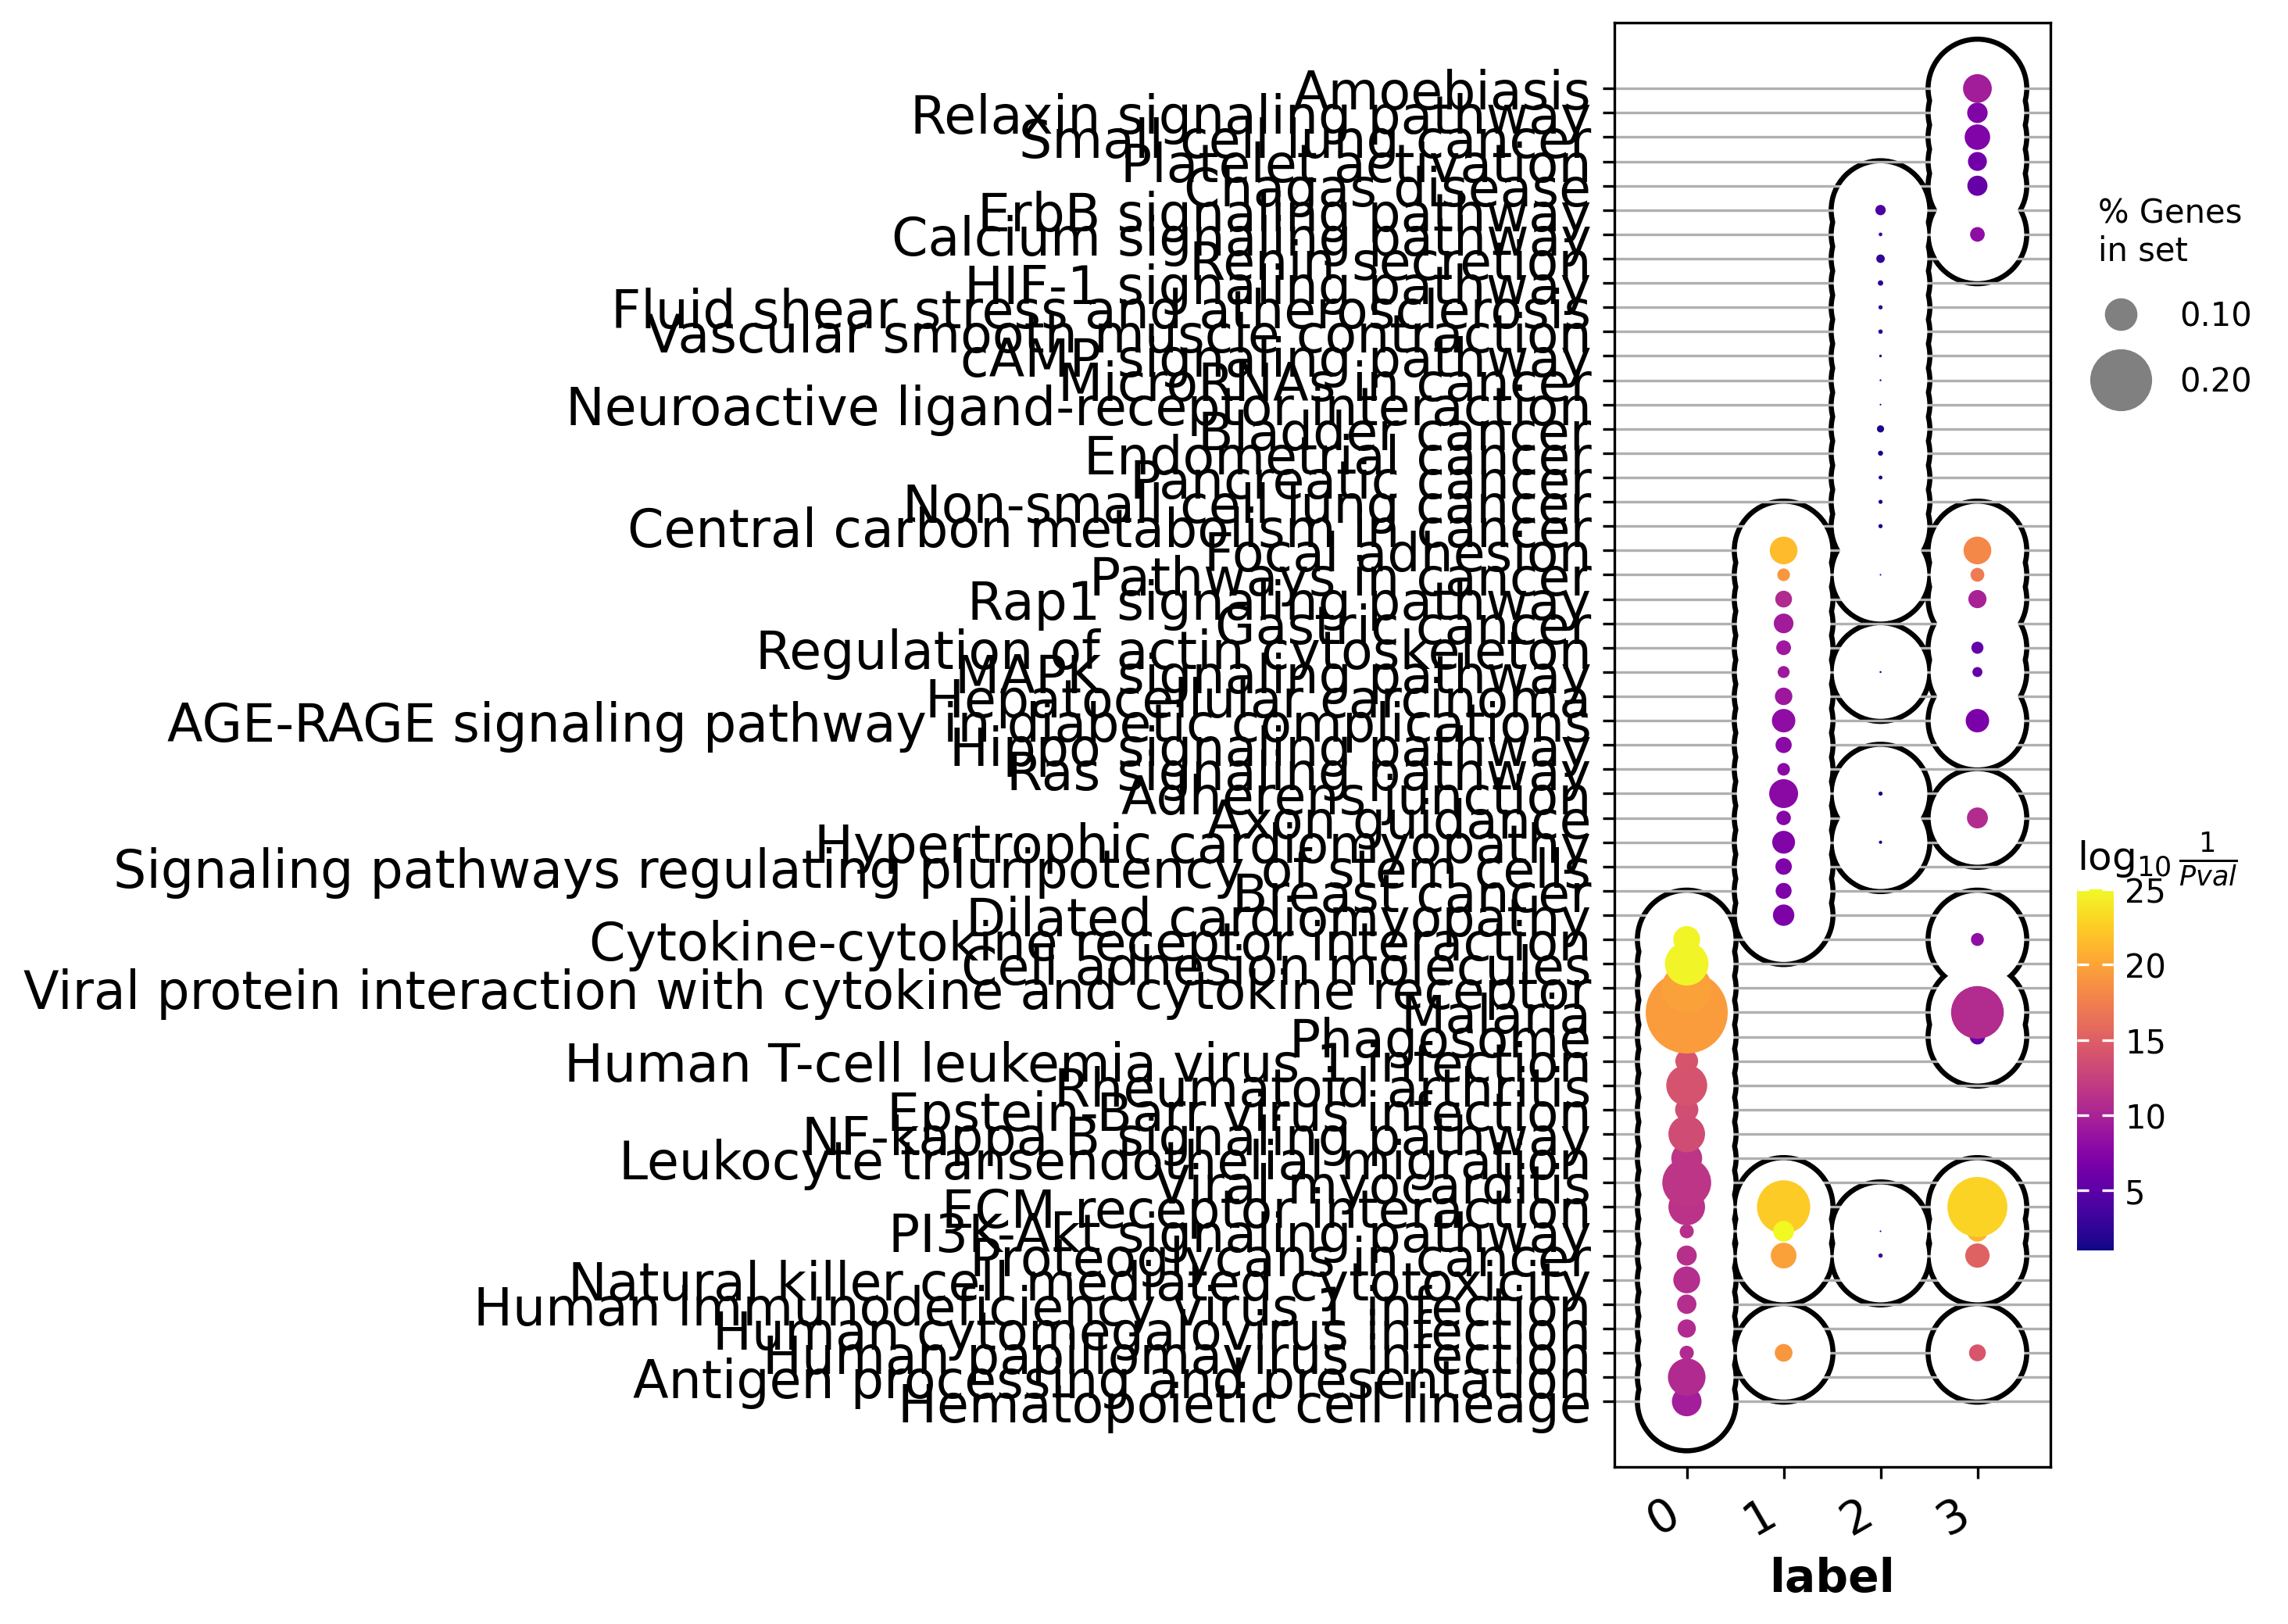 Amoebiasis
Relaxin signaling pathway
Small cell lung cancer
Platelet activation
Chagas disease
ErbB signaling pathway
Calcium signaling pathway
Renin secretion
HIF-1 signaling pathway
Fluid shear stress and atherosclerosis
Vascular smooth muscle contraction
cAMP signaling pathway
MicroRNAs in cancer
Neuroactive ligand-receptor interaction
Bladder cancer
Endometrial cancer
Pancreatic cancer
Non-small cell lung cancer
Central carbon metabolism in cancer
Focal adhesion
Pathways in cancer
Rap1 signaling pathway
Gastric cancer
Regulation of actin cytoskeleton
MAPK signaling pathway
Hepatocellular carcinoma
AGE-RAGE signaling pathway in diabetic complications
Hippo signaling pathway
Ras signaling pathway
Adherens junction
Axon guidance
Hypertrophic cardiomyopathy
Signaling pathways regulating pluripotency of stem cells
Breast cancer
Dilated cardiomyopathy
Cytokine-cytokine receptor interaction
Cell adhesion molecules
Viral protein interaction with cytokine and cytokine receptor
Malaria
Phagosome
Human T-cell leukemia virus 1 infection
Rheumatoid arthritis
Epstein-Barr virus infection
NF-kappa B signaling pathway
Leukocyte transendothelial migration
Viral myocarditis
ECM-receptor interaction
PI3K-Akt signaling pathway
Proteoglycans in cancer
Natural killer cell mediated cytotoxicity
Human immunodeficiency virus 1 infection
Human cytomegalovirus infection
Human papillomavirus infection
Antigen processing and presentation
Hematopoietic cell lineage
0 1 2 3
label
% Genes
in set
0.10
0.20
log10 1/Pval
25
20
15
10
5